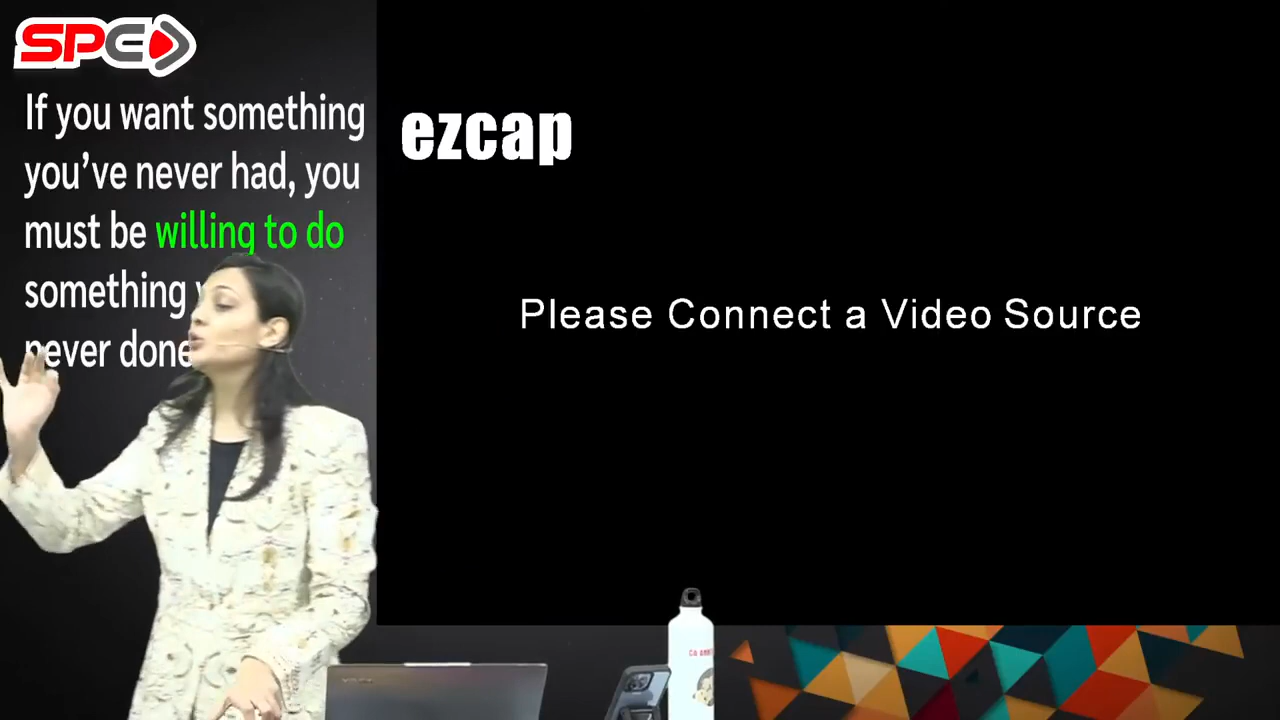 SPC
If you want something
you've never had, you
must be willing to do
something
never done
ezcap
Please Connect a Video Source